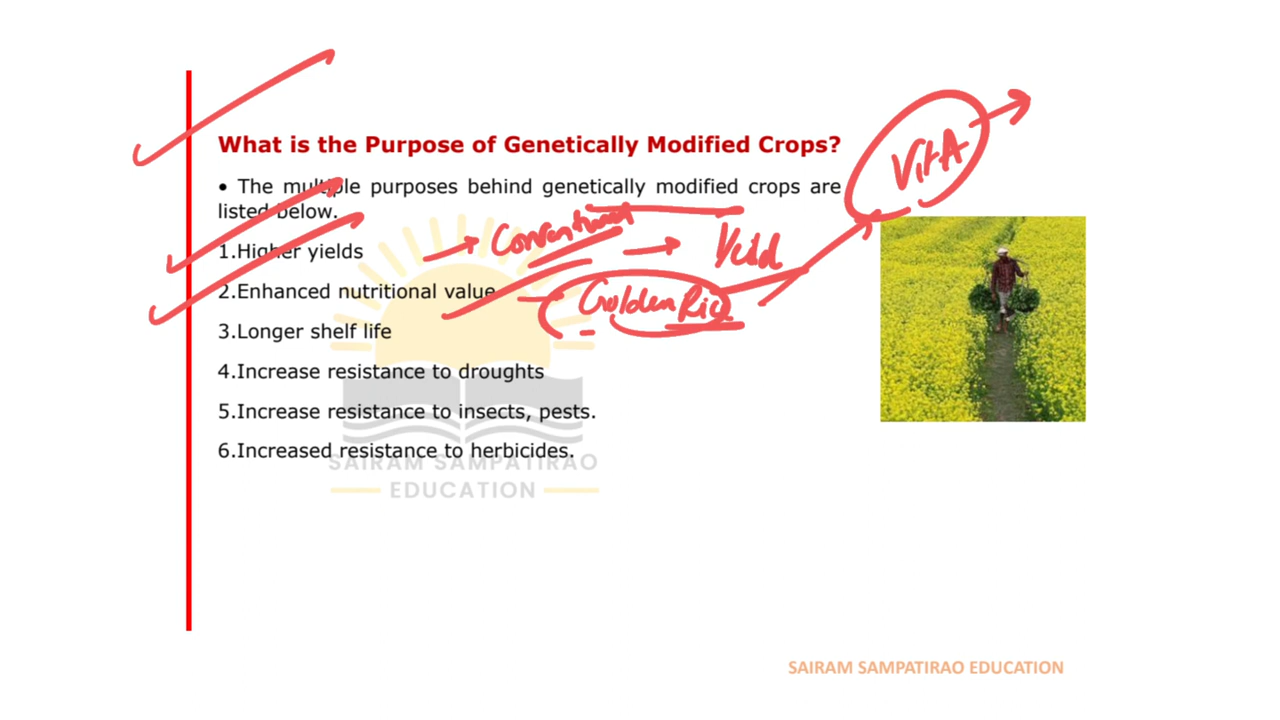 What is the Purpose of Genetically Modified Crops?
• The multiple purposes behind genetically modified crops are
listed below.
1.Higher yields → Conventional → Yeild
2.Enhanced nutritional value Golden Rice
Vit A
3.Longer shelf life
4.Increase resistance to droughts
5.Increase resistance to insects, pests.
6.Increased resistance to herbicides.
SAIRAM SAMPATIRAO
EDUCATION
SAIRAM SAMPATIRAO EDUCATION